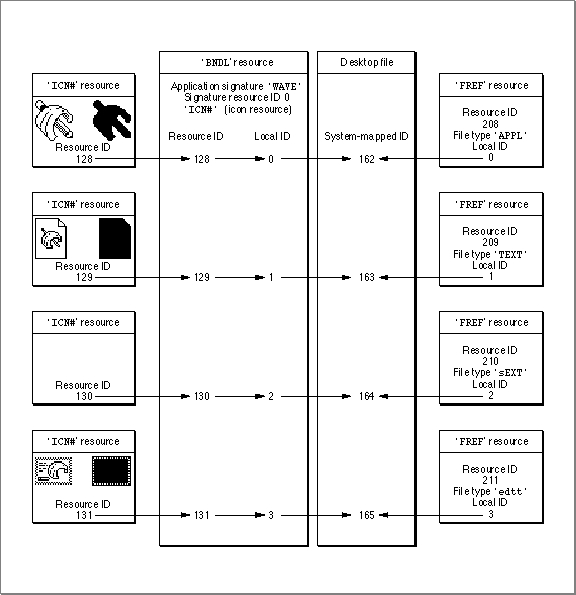 'ICN#' resource
Resource ID
128
'ICN#' resource
Resource ID
129
'ICN#' resource
Resource ID
130
'ICN#' resource
Resource ID
131
'BNDL' resource
Application signature 'WAVE'
Signature resource ID 0
'ICN#' (icon resource)
Resource ID Local ID
128 0
129 1
130 2
131 3
Desktop file
System-mapped ID
162
163
164
165
'FREF' resource
Resource ID
208
File type 'APPL'
Local ID
0
'FREF' resource
Resource ID
209
File type 'TEXT'
Local ID
1
'FREF' resource
Resource ID
210
File type 'sEXT'
Local ID
2
'FREF' resource
Resource ID
211
File type 'edtt'
Local ID
3